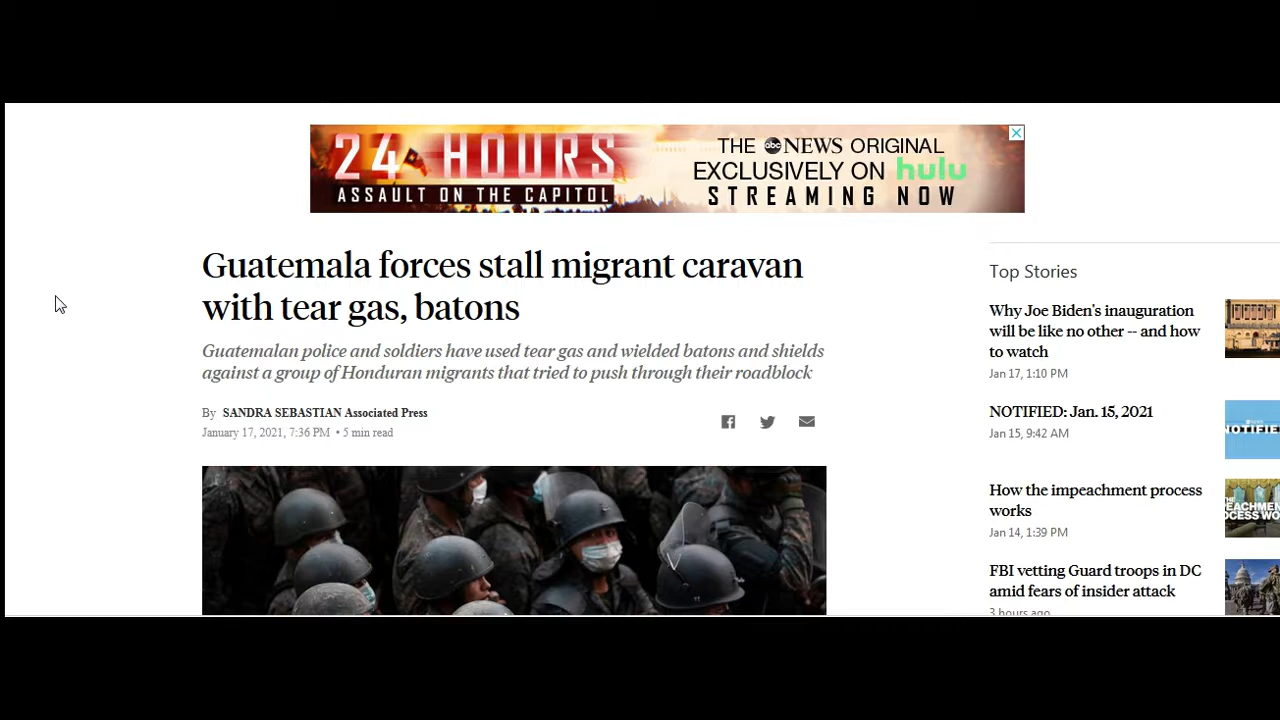 24 HOURS
ASSAULT ON THE CAPITOL
THE abc NEWS ORIGINAL
EXCLUSIVELY ON hulu
STREAMING NOW
Guatemala forces stall migrant caravan
with tear gas, batons
Guatemalan police and soldiers have used tear gas and wielded batons and shields
against a group of Honduran migrants that tried to push through their roadblock
By SANDRA SEBASTIAN Associated Press
January 17, 2021, 7:36 PM • 5 min read
Top Stories
Why Joe Biden's inauguration
will be like no other -- and how
to watch
Jan 17, 1:10 PM
NOTIFIED: Jan. 15, 2021
Jan 15, 9:42 AM
NOTIFIE
How the impeachment process
works
Jan 14, 1:39 PM
FBI vetting Guard troops in DC
amid fears of insider attack
3 hours ago